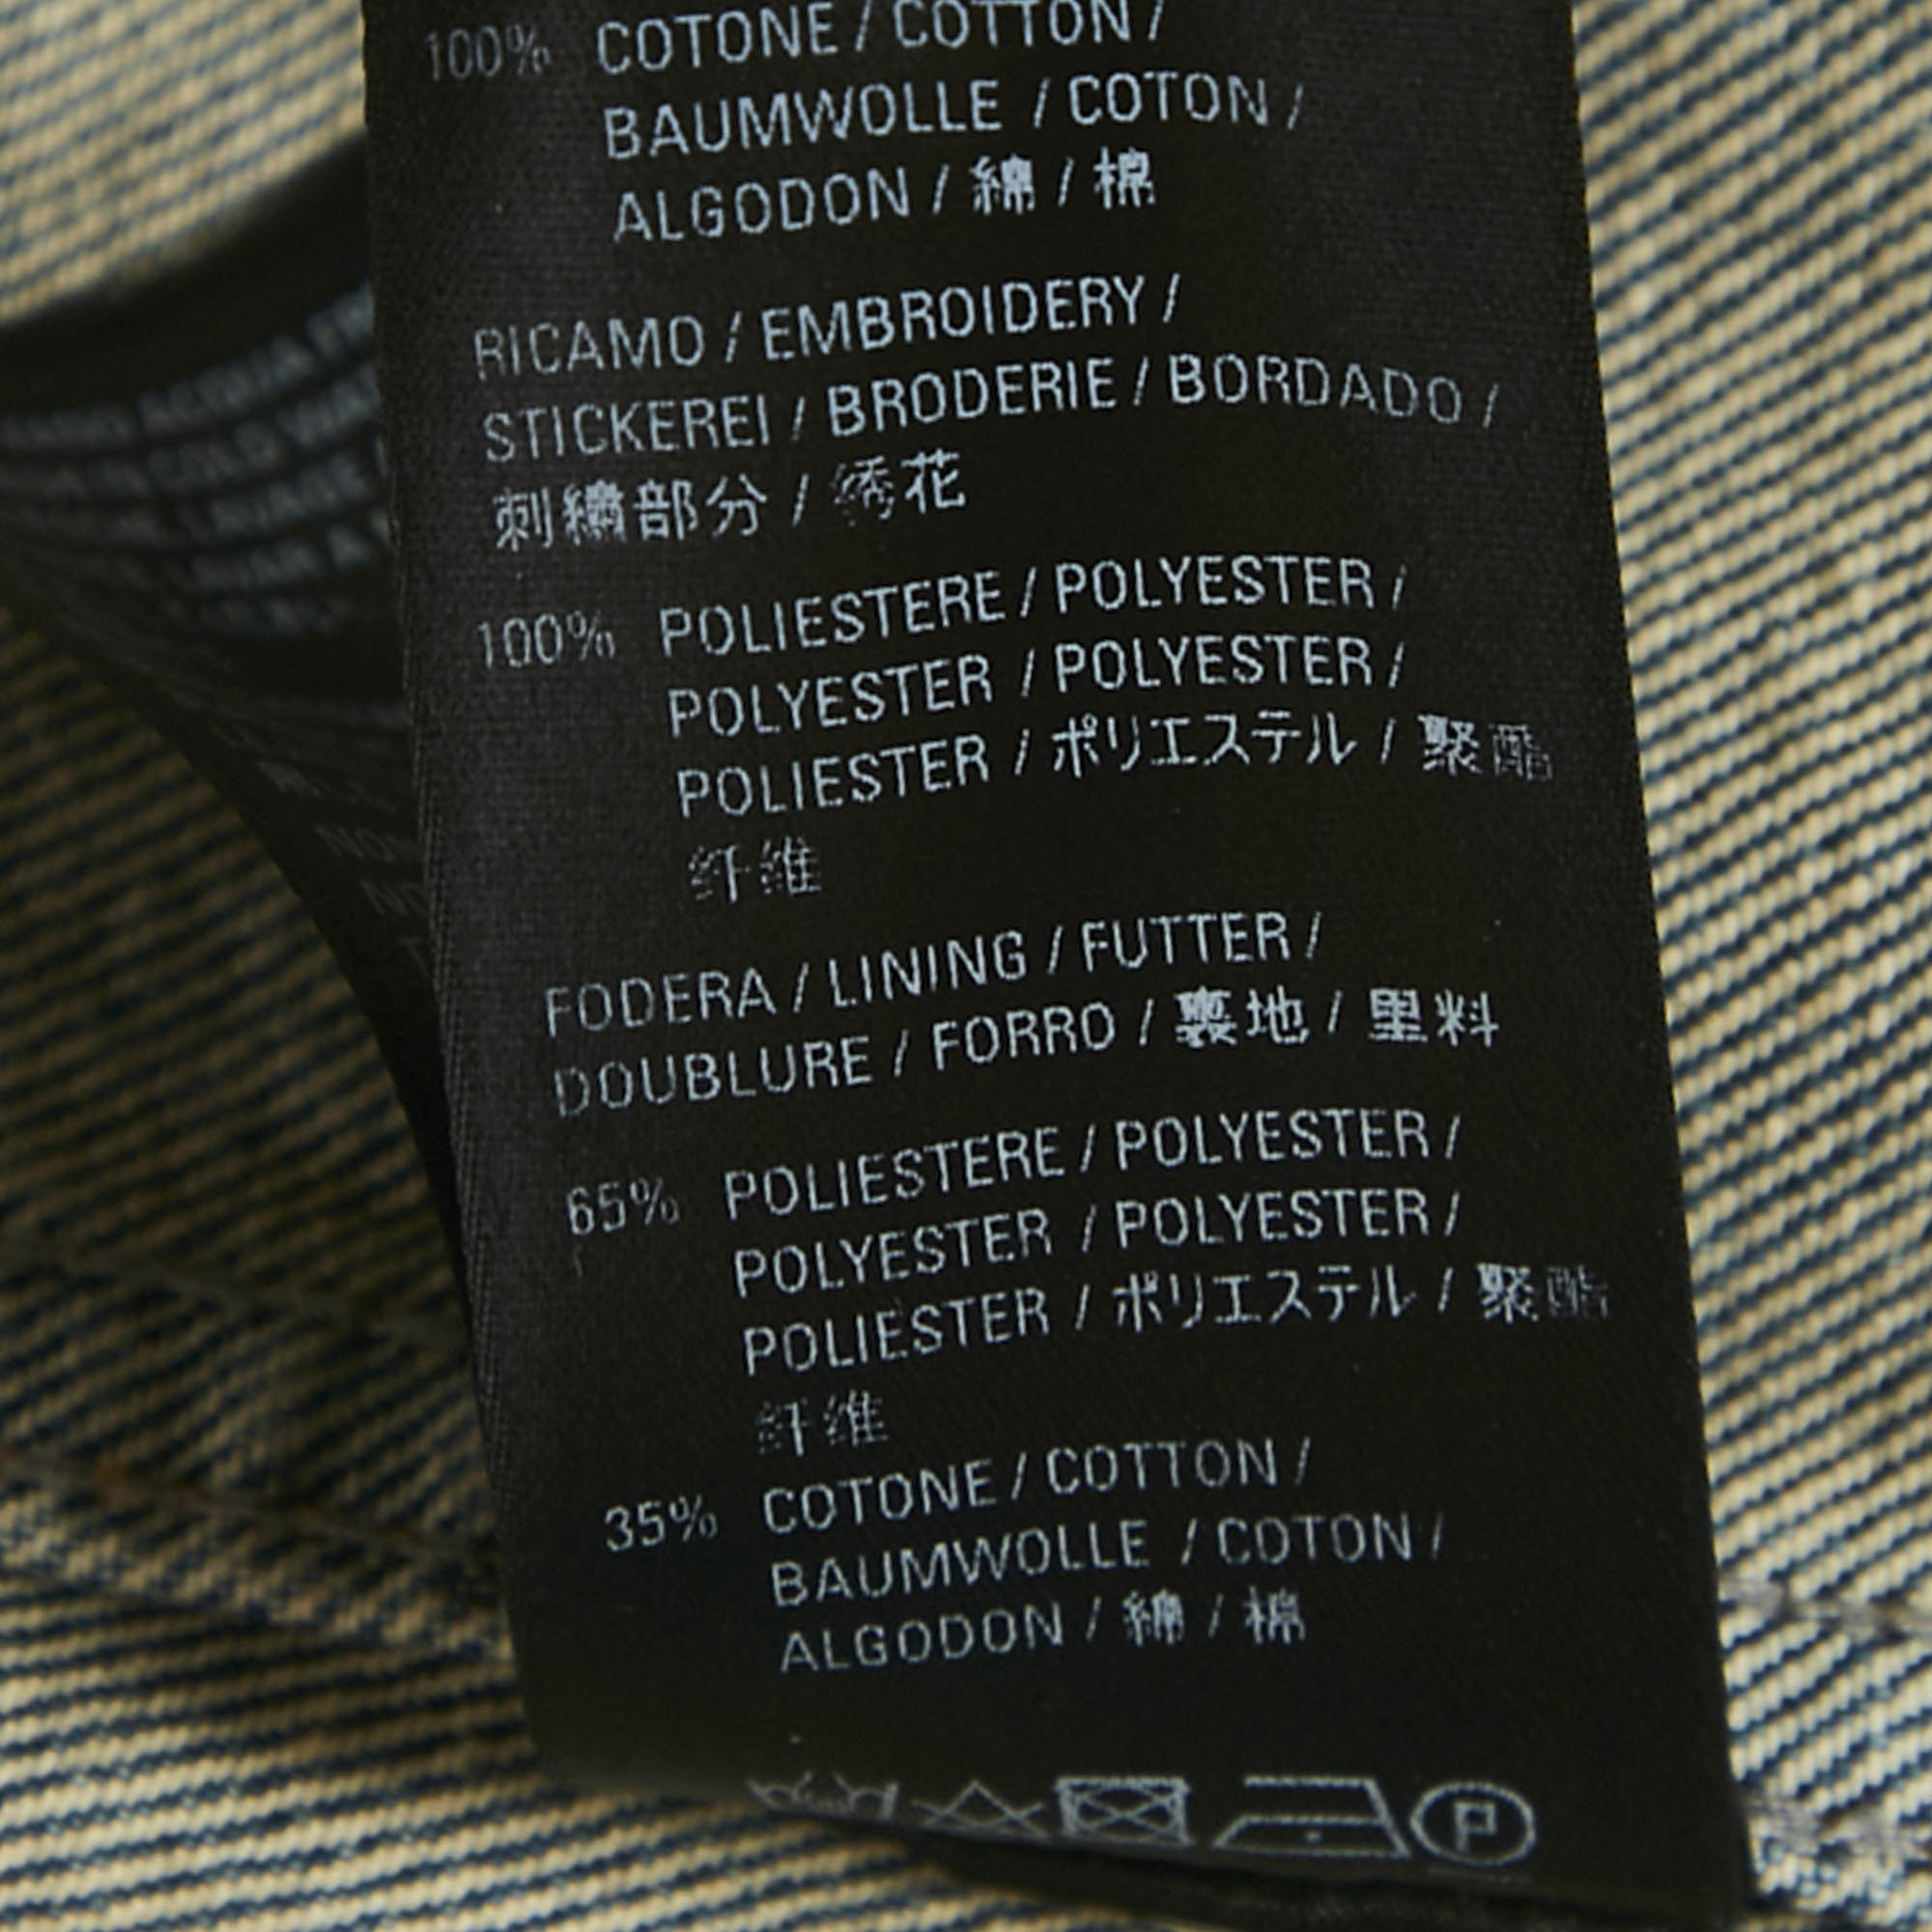 100% COTONE / COTTON /
BAUMWOLLE / COTON /
ALGODON / 綿 / 棉
RICAMO / EMBROIDERY /
STICKEREI / BRODERIE / BORDADO /
刺繍部分 / 绣花
100% POLIESTERE / POLYESTER /
POLYESTER / POLYESTER /
POLIESTER / ポリエステル / 聚酯
纤维
FODERA / LINING / FUTTER /
DOUBLURE / FORRO / 裏地 / 里料
65% POLIESTERE / POLYESTER /
POLYESTER / POLYESTER /
POLIESTER / ポリエステル / 聚酯
纤维
35% COTONE / COTTON /
BAUMWOLLE / COTON /
ALGODON / 綿 / 棉
P
ACQUA
COLD
LAVAGE